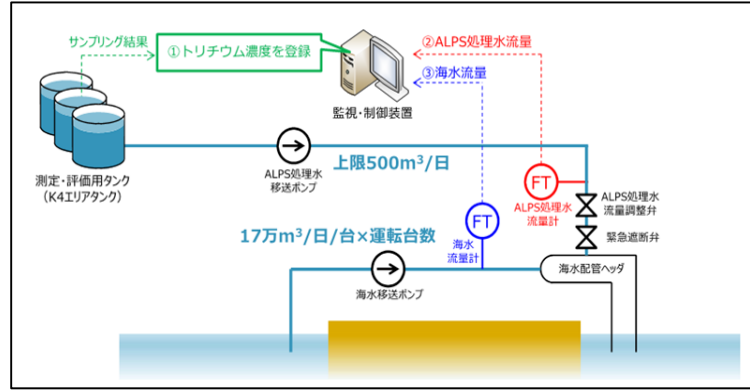 サンプリング結果
①トリチウム濃度を登録
②ALPS処理水流量
③海水流量
監視・制御装置
測定・評価用タンク
（K4エリアタンク）
ALPS処理水
移送ポンプ
上限500m³/日
FT
ALPS処理水
流量計
ALPS処理水
流量調整弁
緊急遮断弁
17万m³/日/台×運転台数
FT
海水
流量計
海水移送ポンプ
海水配管ヘッダ